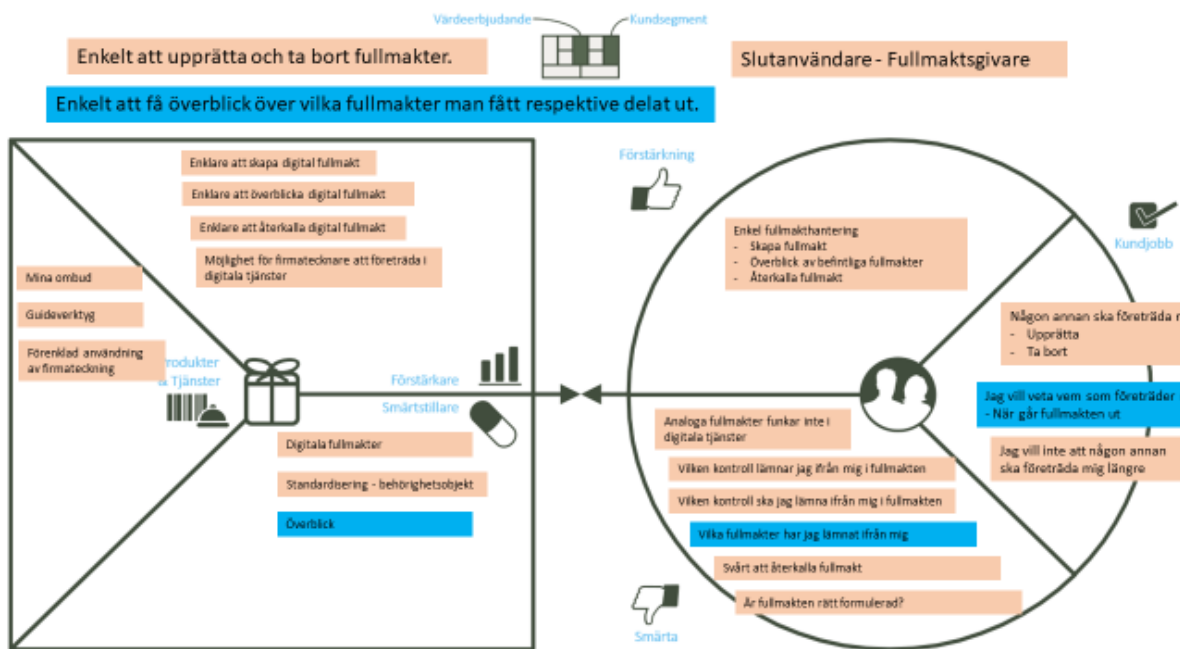 Värdeerbjudande
Kundsegment
Enkelt att upprätta och ta bort fullmakter.
Slutanvändare - Fullmaktsgivare
Enkelt att få överblick över vilka fullmakter man fått respektive delat ut.
Enklare att skapa digital fullmakt
Enklare att överblicka digital fullmakt
Enklare att återkalla digital fullmakt
Möjlighet för firmatecknare att företräda i
digitala tjänster
Mina ombud
Guideverktyg
Förenklad användning
av firmateckning
Produkter
& Tjänster
Förstärkare
Smärtstillare
Digitala fullmakter
Standardisering - behörighetsobjekt
Överblick
Förstärkning
Enkel fullmakthantering
- Skapa fullmakt
- Överblick av befintliga fullmakter
- Återkalla fullmakt
Kundjobb
Någon annan ska företräda
- Upprätta
- Ta bort
Jag vill veta vem som företräder
- När går fullmakten ut
Jag vill inte att någon annan
ska företräda mig längre
Analoga fullmakter funkar inte i
digitala tjänster
Vilken kontroll lämnar jag ifrån mig i fullmakten
Vilken kontroll ska jag lämna ifrån mig i fullmakten
Vilka fullmakter har jag lämnat ifrån mig
Svårt att återkalla fullmakt
Är fullmakten rätt formulerad?
Smärta